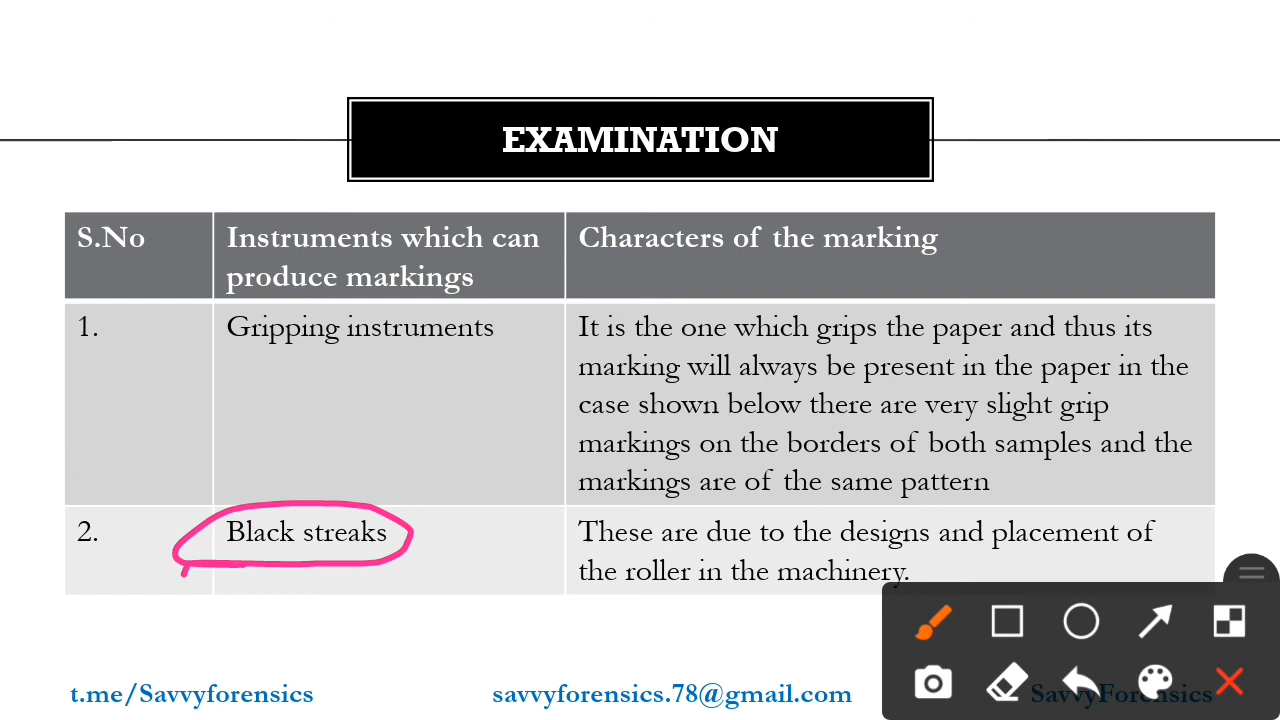 EXAMINATION
S.No
Instruments which can
produce markings
Characters of the marking
1.
Gripping instruments
It is the one which grips the paper and thus its
marking will always be present in the paper in the
case shown below there are very slight grip
markings on the borders of both samples and the
markings are of the same pattern
2.
Black streaks
These are due to the designs and placement of
the roller in the machinery.
t.me/Savvyforensics
savvyforensics.78@gmail.com
SavvyForensics